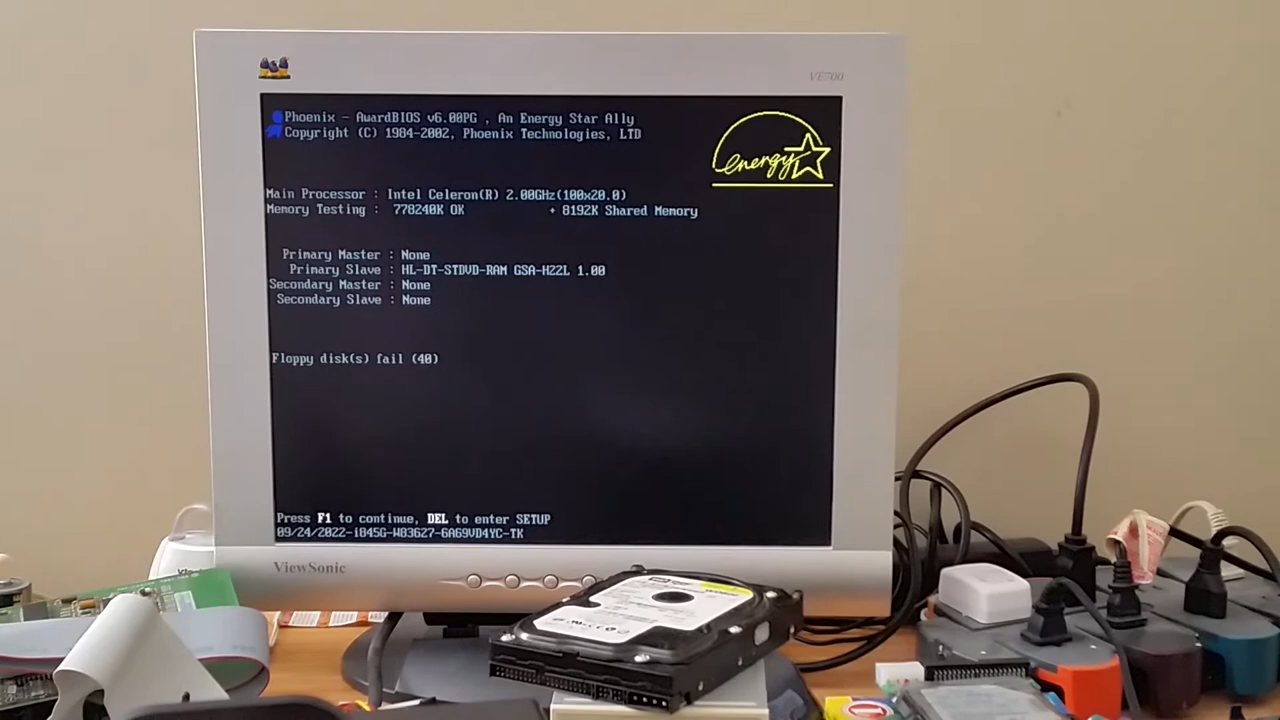 VE700
Phoenix - AwardBIOS v6.00PG , An Energy Star Ally
Copyright (C) 1984-2002, Phoenix Technologies, LTD
energy
Main Processor : Intel Celeron(R) 2.00GHz(100x20.0)
Memory Testing : 778240K OK + 8192K Shared Memory
Primary Master : None
Primary Slave : HL-DT-STDVD-RAM GSA-H22L 1.00
Secondary Master : None
Secondary Slave : None
Floppy disk(s) fail (40)
Press F1 to continue, DEL to enter SETUP
09/24/2022-i845G-W83627-6A69VD4YC-TK
ViewSonic